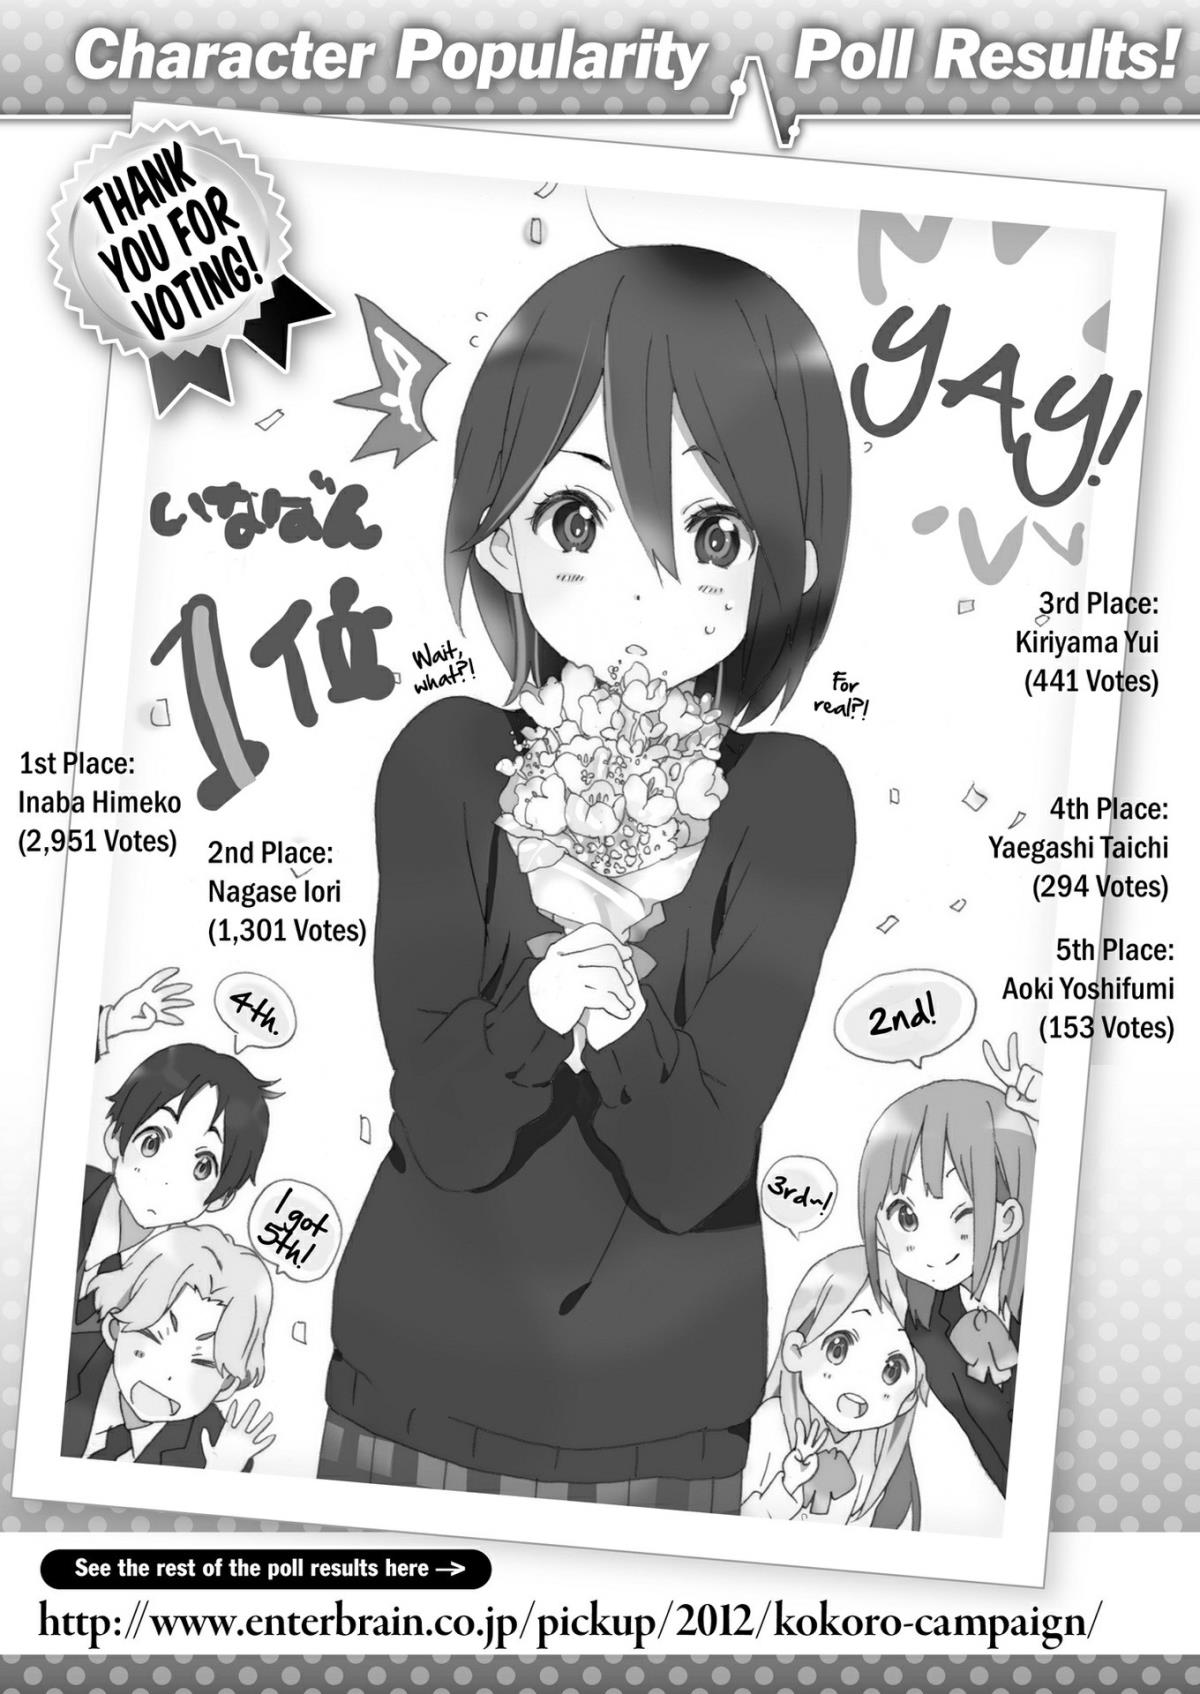 Character Popularity Poll Results!
THANK
YOU FOR
VOTING!
YAY!
いなばん
1位
Wait,
what?!
For
real?!
3rd Place:
Kiriyama Yui
(441 Votes)
1st Place:
Inaba Himeko
(2,951 Votes)
2nd Place:
Nagase Iori
(1,301 Votes)
4th Place:
Yaegashi Taichi
(294 Votes)
5th Place:
Aoki Yoshifumi
(153 Votes)
4th.
2nd!
I got
5th!
3rd~!
See the rest of the poll results here →
http://www.enterbrain.co.jp/pickup/2012/kokoro-campaign/